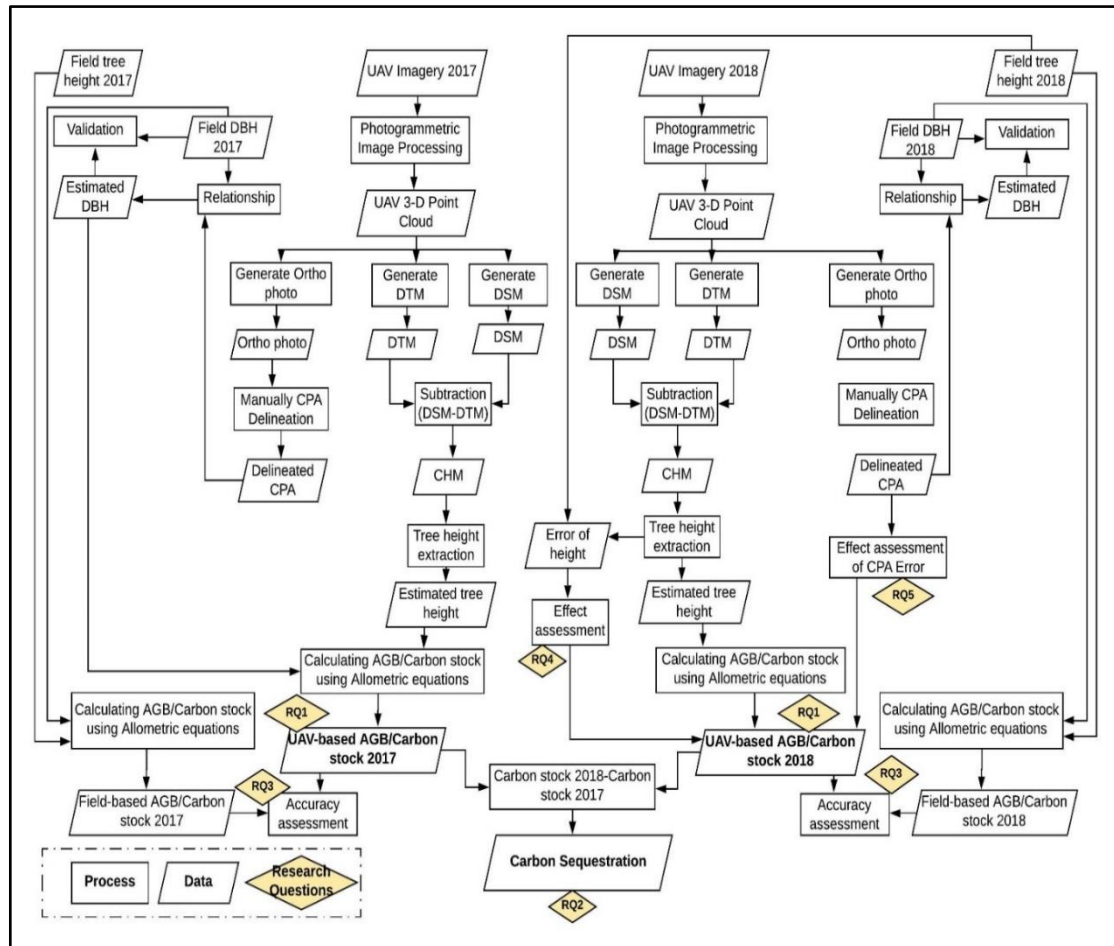 Field tree
height 2017
UAV Imagery 2017
UAV Imagery 2018
Field tree
height 2018
Validation
Field DBH
2017
Photogrammetric
Image Processing
Photogrammetric
Image Processing
Field DBH
2018
Validation
Estimated
DBH
Relationship
UAV 3-D Point
Cloud
UAV 3-D Point
Cloud
Relationship
Estimated
DBH
Generate Ortho
photo
Generate
DTM
Generate
DSM
Generate
DSM
Generate
DTM
Generate Ortho
photo
Ortho photo
DTM
DSM
DSM
DTM
Ortho photo
Manually CPA
Delineation
Subtraction
(DSM-DTM)
Subtraction
(DSM-DTM)
Manually CPA
Delineation
Delineated
CPA
CHM
CHM
Delineated
CPA
Tree height
extraction
Error of
height
Tree height
extraction
Effect assessment
of CPA Error
RQ5
Estimated tree
height
Effect
assessment
RQ4
Estimated tree
height
Calculating AGB/Carbon stock
using Allometric equations
Calculating AGB/Carbon stock
using Allometric equations
Calculating AGB/Carbon stock
using Allometric equations
RQ1
RQ1
Calculating AGB/Carbon stock
using Allometric equations
UAV-based AGB/Carbon
stock 2017
UAV-based AGB/Carbon
stock 2018
Carbon stock 2018-Carbon
stock 2017
RQ3
RQ3
Field-based AGB/Carbon
stock 2017
Accuracy
assessment
Accuracy
assessment
Field-based AGB/Carbon
stock 2018
Carbon Sequestration
RQ2
Process
Data
Research
Questions